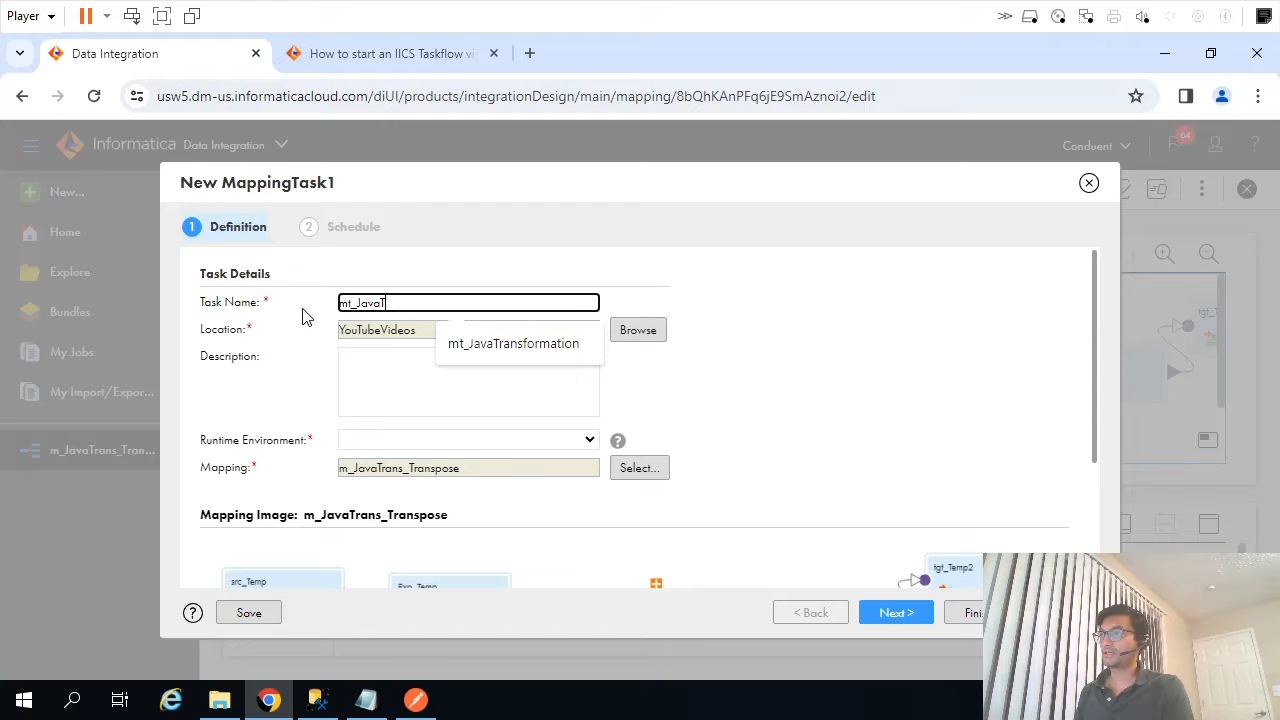 Player
Data Integration
How to start an IICS Taskflow vi
usw5.dm-us.informaticacloud.com/diUI/products/integrationDesign/main/mapping/8bQhKAnPFq6jE9SmAznoi2/edit
Informatica Data Integration
Conduent
64
New...
Home
Explore
Bundles
My Jobs
My Import/Expor...
m_JavaTrans_Tran...
New MappingTask1
1 Definition
2 Schedule
Task Details
Task Name: * mt_JavaT
Location:* YouTubeVideos Browse
mt_JavaTransformation
Description:
Runtime Environment:* ?
Mapping:* m_JavaTrans_Transpose Select...
Mapping Image: m_JavaTrans_Transpose
src_Temp
Exp_Temp
tgt_Temp2
tgt_T
? Save < Back Next > Fini